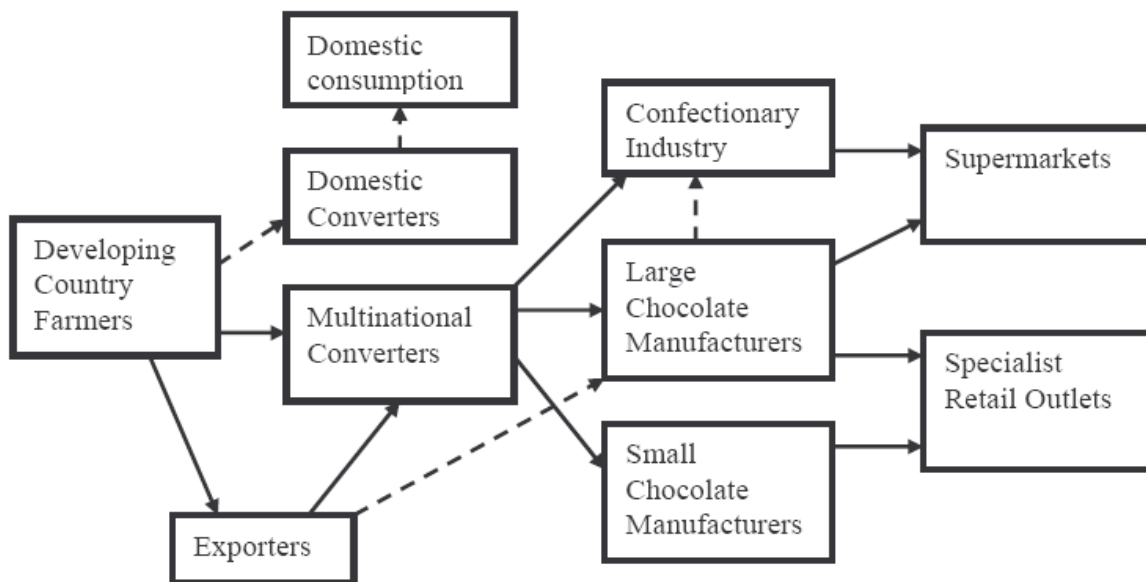 Domestic
consumption
Domestic
Converters
Developing
Country
Farmers
Multinational
Converters
Exporters
Confectionary
Industry
Large
Chocolate
Manufacturers
Small
Chocolate
Manufacturers
Supermarkets
Specialist
Retail Outlets